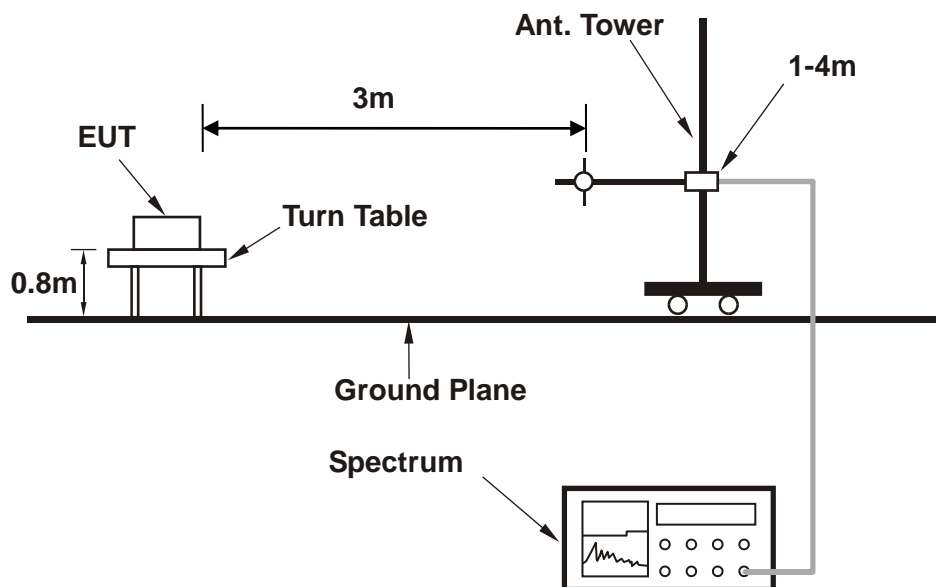 Ant. Tower
1-4m
3m
EUT
Turn Table
0.8m
Ground Plane
Spectrum